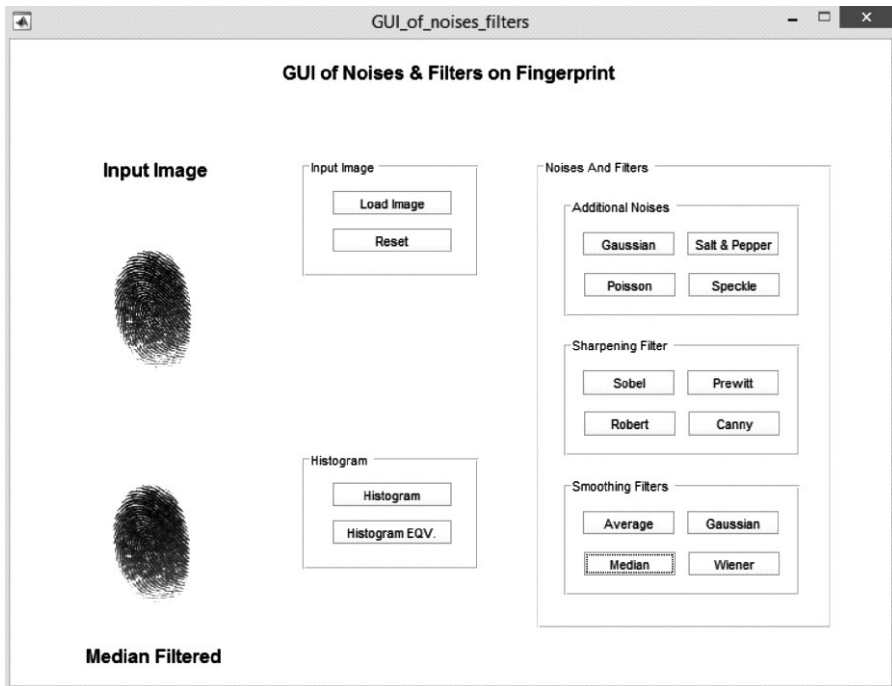 GUI_of_noises_filters
GUI of Noises & Filters on Fingerprint
Input Image
Input Image
Load Image
Reset
Noises And Filters
Additional Noises
Gaussian
Salt & Pepper
Poisson
Speckle
Sharpening Filter
Sobel
Prewitt
Robert
Canny
Histogram
Histogram
Histogram EQV.
Smoothing Filters
Average
Gaussian
Median
Wiener
Median Filtered